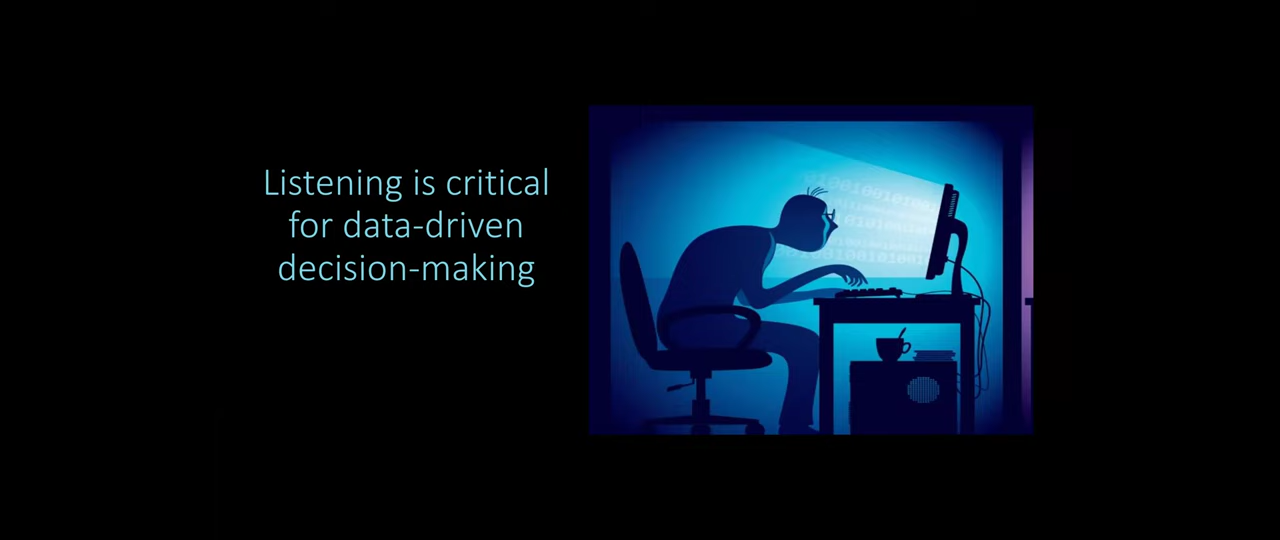 Listening is critical
for data-driven
decision-making